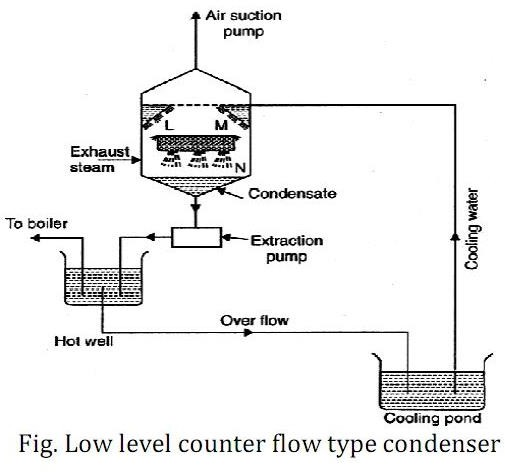 Air suction
pump
L
M
Exhaust
steam
N
Condensate
To boiler
Extraction
pump
Cooling water
Over flow
Hot well
Cooling pond
Fig. Low level counter flow type condenser